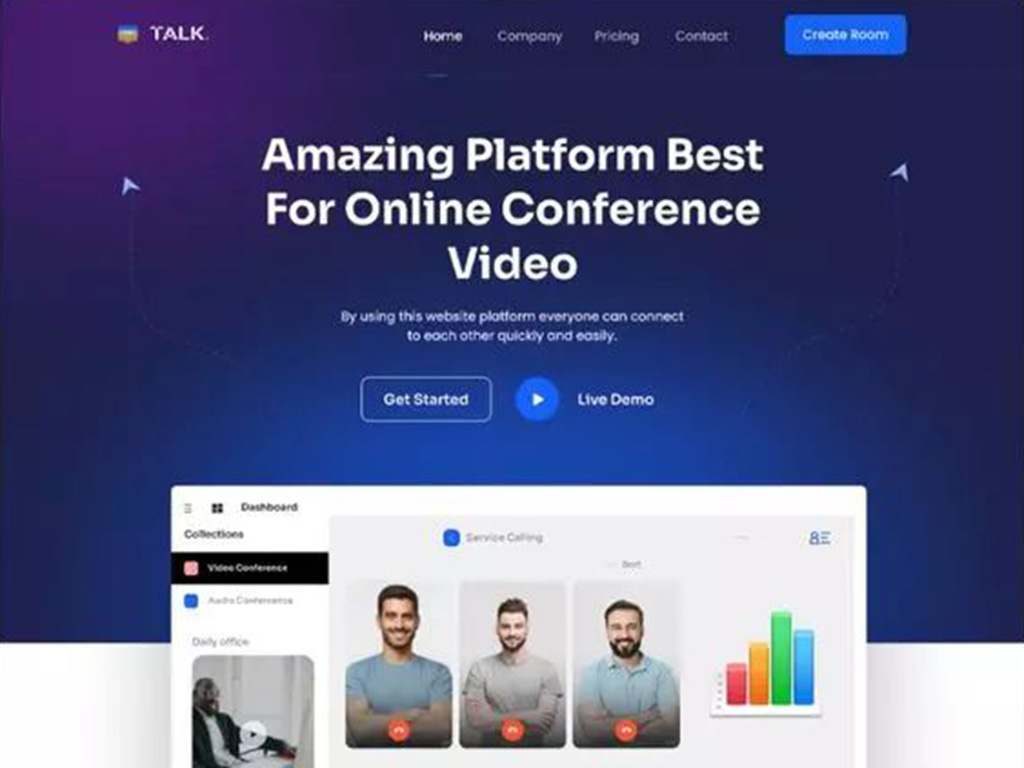 TALK.
Home Company Pricing Contact Create Room
Amazing Platform Best
For Online Conference
Video
By using this website platform everyone can connect
to each other quickly and easily.
Get Started Live Demo
Dashboard
Collections
Service Calling
Sort
Video Conference
Audio Conference
Daily office